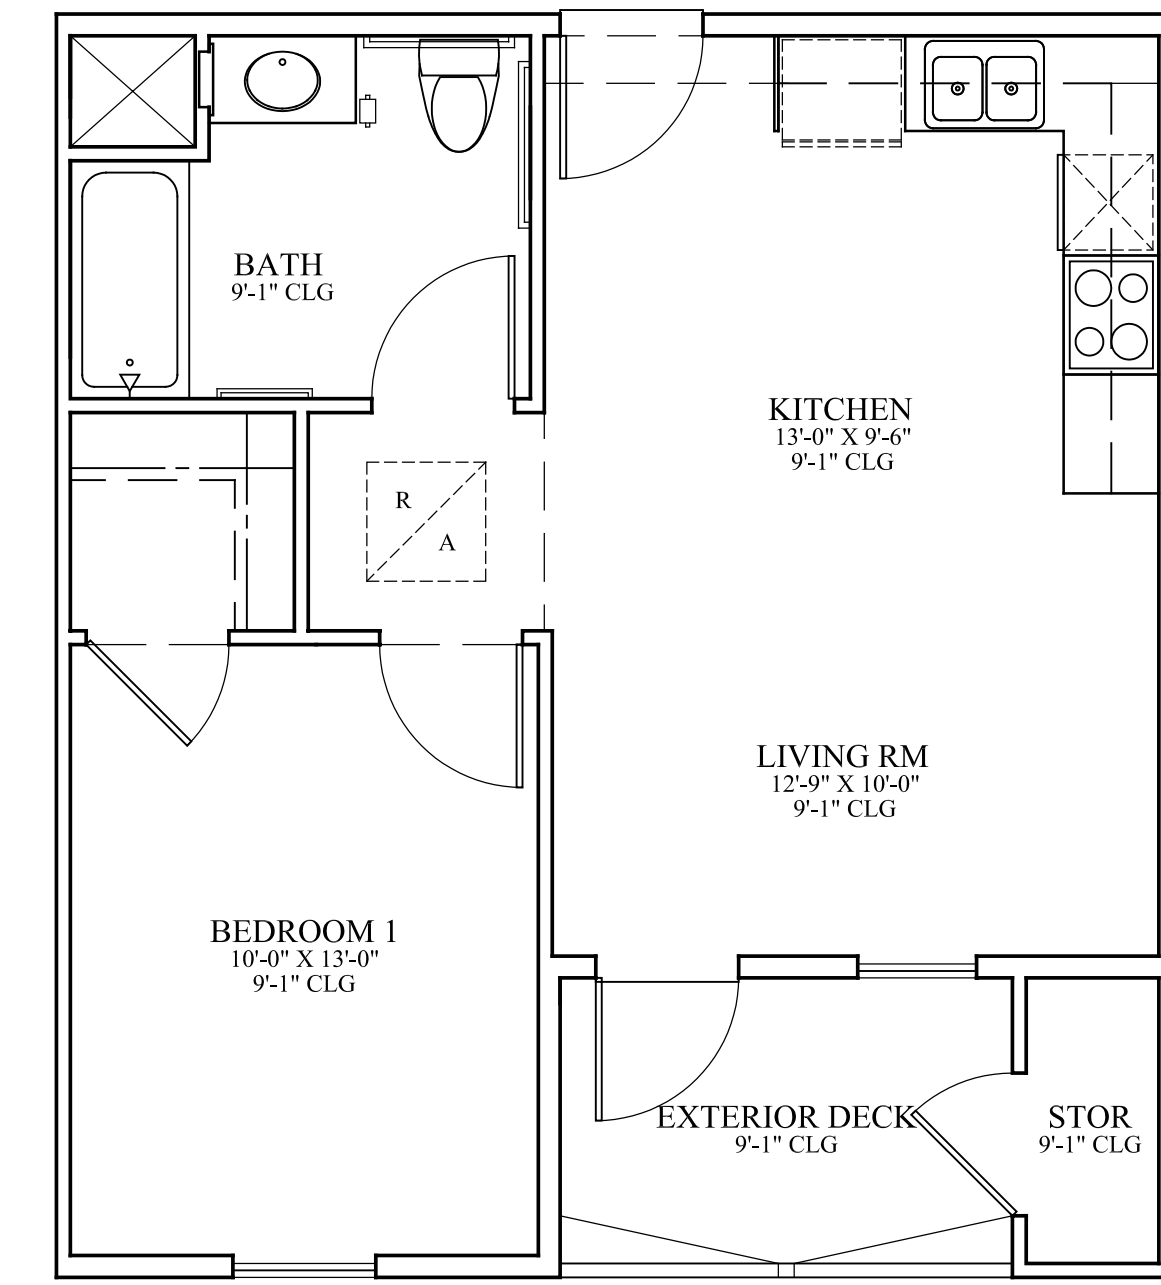 BATH
9'-1" CLG
KITCHEN
13'-0" X 9'-6"
9'-1" CLG
R
A
LIVING RM
12'-9" X 10'-0"
9'-1" CLG
BEDROOM 1
10'-0" X 13'-0"
9'-1" CLG
EXTERIOR DECK
9'-1" CLG
STOR
9'-1" CLG